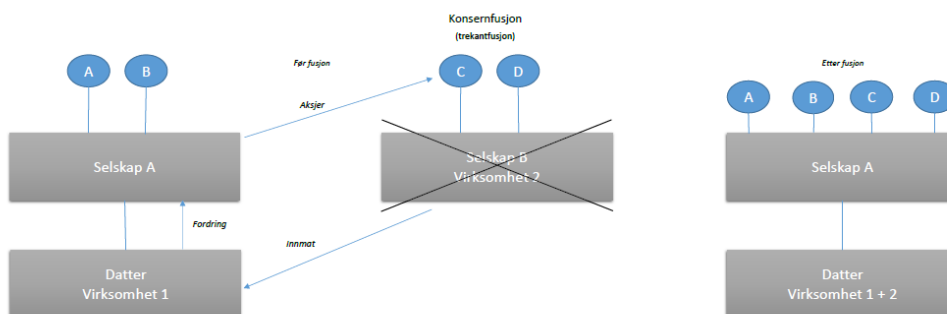 Konsernfusjon
(trekantfusjon)
Før fusjon
Etter fusjon
A
B
C
D
A
B
C
D
Aksjer
Selskap A
Selskap B
Virksomhet 2
Selskap A
Fordring
Innmat
Datter
Virksomhet 1
Datter
Virksomhet 1 + 2